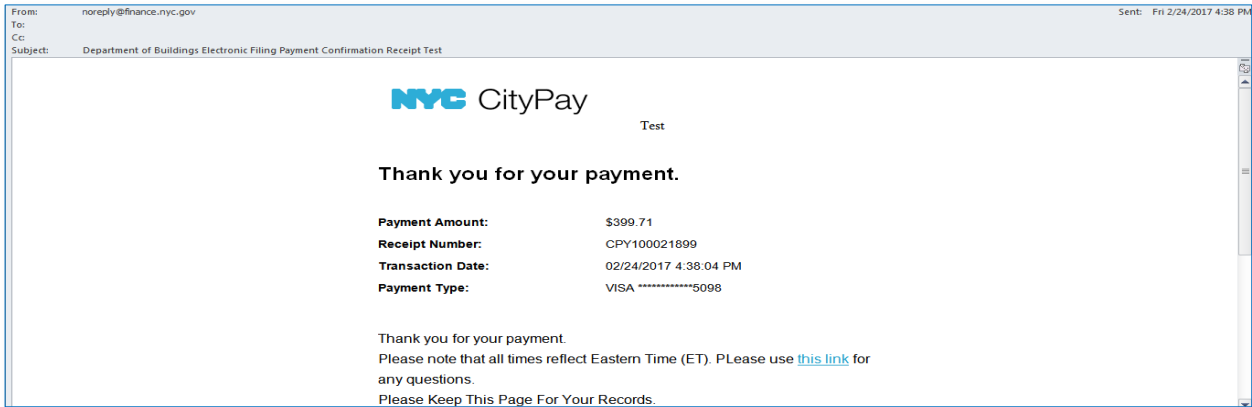 From: noreply@finance.nyc.gov Sent: Fri 2/24/2017 4:38 PM
To:
Cc:
Subject: Department of Buildings Electronic Filing Payment Confirmation Receipt Test
NYC CityPay
Test
Thank you for your payment.
Payment Amount: $399.71
Receipt Number: CPY100021899
Transaction Date: 02/24/2017 4:38:04 PM
Payment Type: VISA ************5098
Thank you for your payment.
Please note that all times reflect Eastern Time (ET). PLease use this link for
any questions.
Please Keep This Page For Your Records.